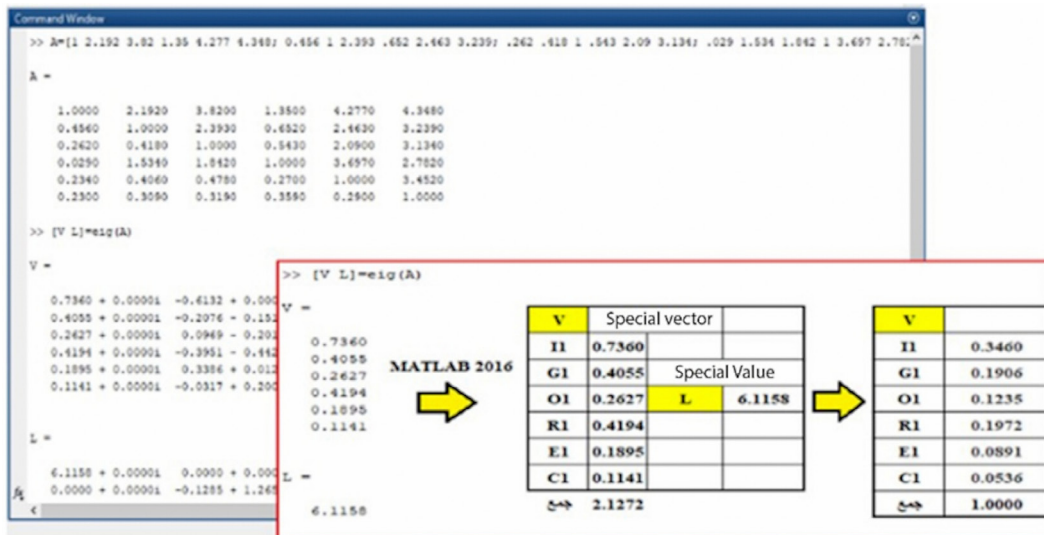 Command Window
>> A=[1 2.192 3.82 1.35 4.277 4.348; 0.456 1 2.393 .652 2.463 3.239; .262 .418 1 .543 2.09 3.134; .029 1.534 1.842 1 3.697 2.782
A =
1.0000 2.1920 3.8200 1.3500 4.2770 4.3480
0.4560 1.0000 2.3930 0.6520 2.4630 3.2390
0.2620 0.4180 1.0000 0.5430 2.0900 3.1340
0.0290 1.5340 1.8420 1.0000 3.6970 2.7820
0.2340 0.4060 0.4780 0.2700 1.0000 3.4520
0.2300 0.3090 0.3190 0.3590 0.2900 1.0000
>> [V L]=eig(A)
V =
0.7360 + 0.0000i -0.6132 + 0.000
0.4055 + 0.0000i -0.2076 - 0.151
0.2627 + 0.0000i 0.0969 - 0.201
0.4194 + 0.0000i -0.3951 - 0.442
0.1895 + 0.0000i 0.3386 + 0.012
0.1141 + 0.0000i -0.0317 + 0.200
L =
6.1158 + 0.0000i 0.0000 + 0.000
0.0000 + 0.0000i -0.1285 + 1.265
fx
>> [V L]=eig(A)
V =
0.7360
0.4055
0.2627
0.4194
0.1895
0.1141
L =
6.1158
MATLAB 2016
V Special vector
I1 0.7360
G1 0.4055 Special Value
O1 0.2627 L 6.1158
R1 0.4194
E1 0.1895
C1 0.1141
جمع 2.1272
V
I1 0.3460
G1 0.1906
O1 0.1235
R1 0.1972
E1 0.0891
C1 0.0536
جمع 1.0000